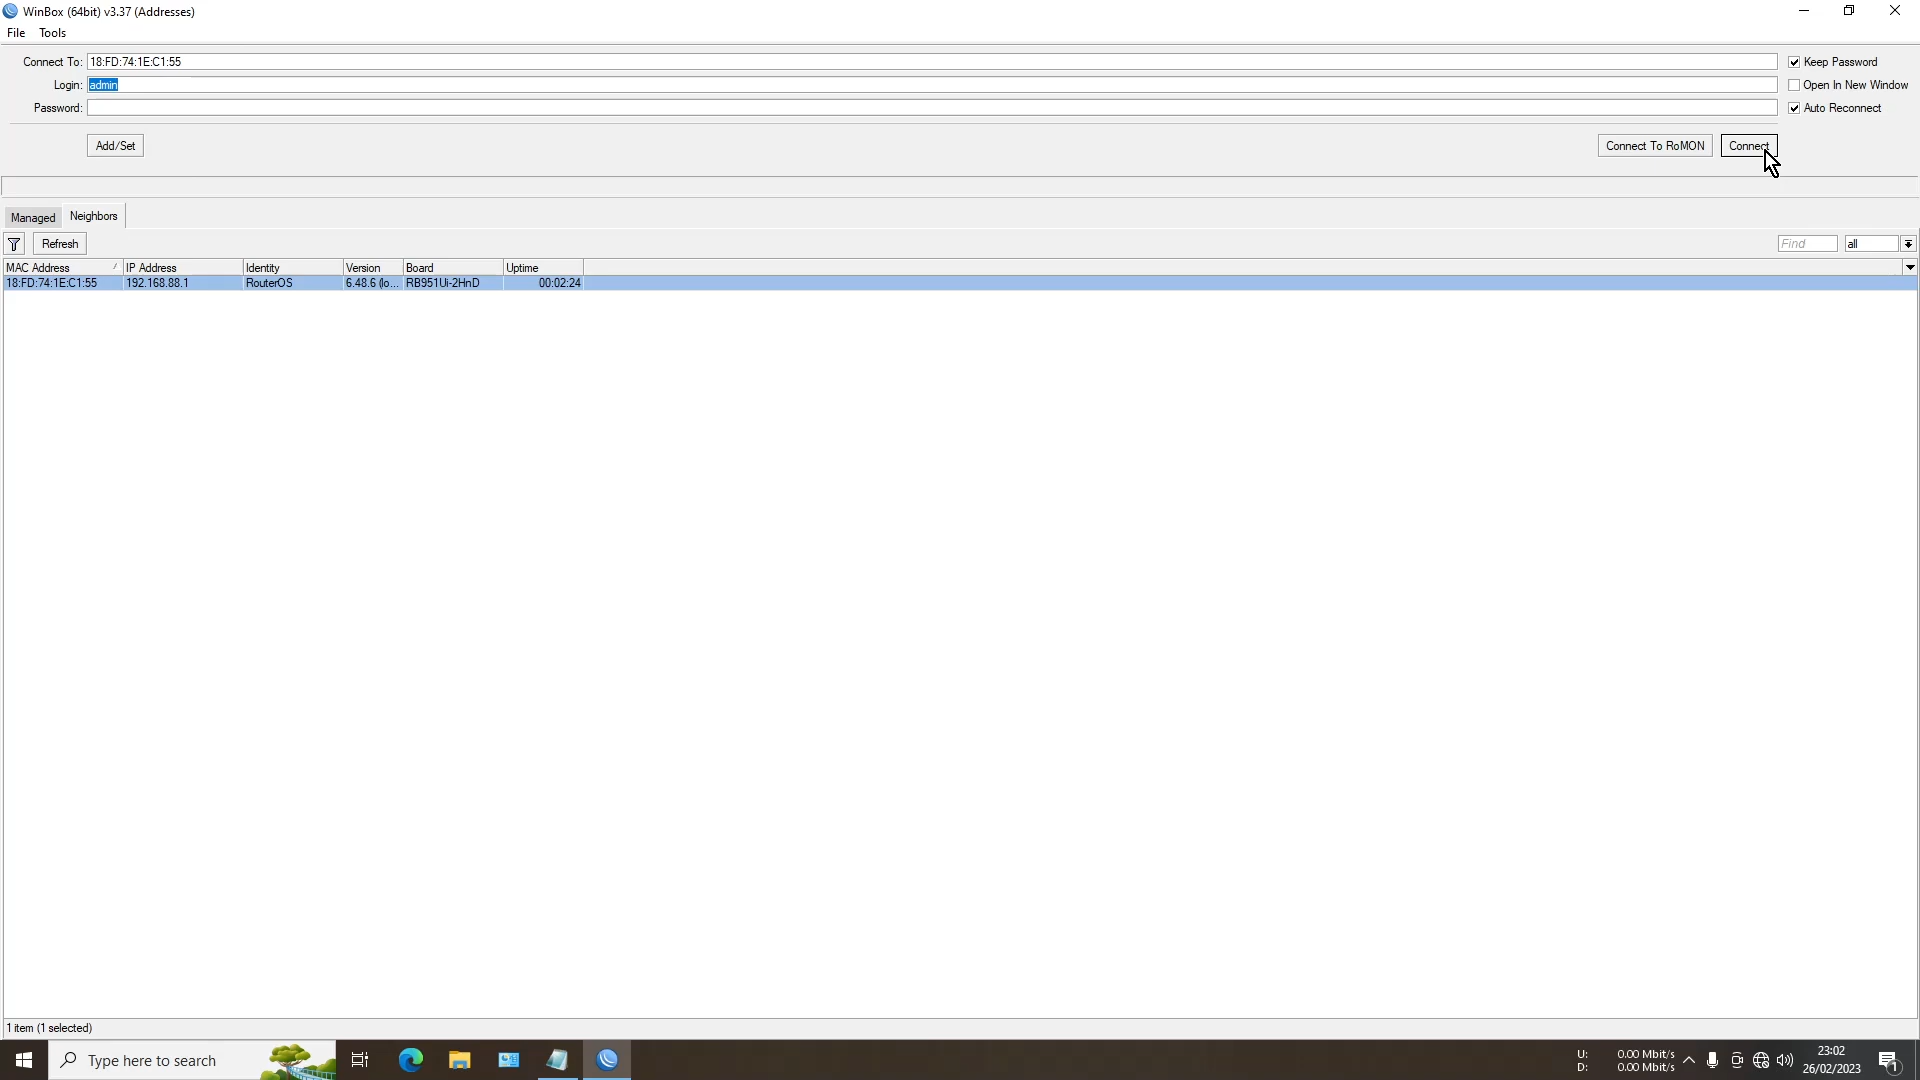 WinBox (64bit) v3.37 (Addresses)
File Tools
Connect To: 18:FD:74:1E:C1:55
Keep Password
Login: admin
Open In New Window
Password:
Auto Reconnect
Add/Set
Connect To RoMON
Connect
Managed
Neighbors
Refresh
Find
all
MAC Address IP Address Identity Version Board Uptime
18:FD:74:1E:C1:55 192.168.88.1 RouterOS 6.48.6 (lo... RB951Ui-2HnD 00:02:24
1 item (1 selected)
Type here to search
U: 0.00 Mbit/s
D: 0.00 Mbit/s
23:02
26/02/2023
1